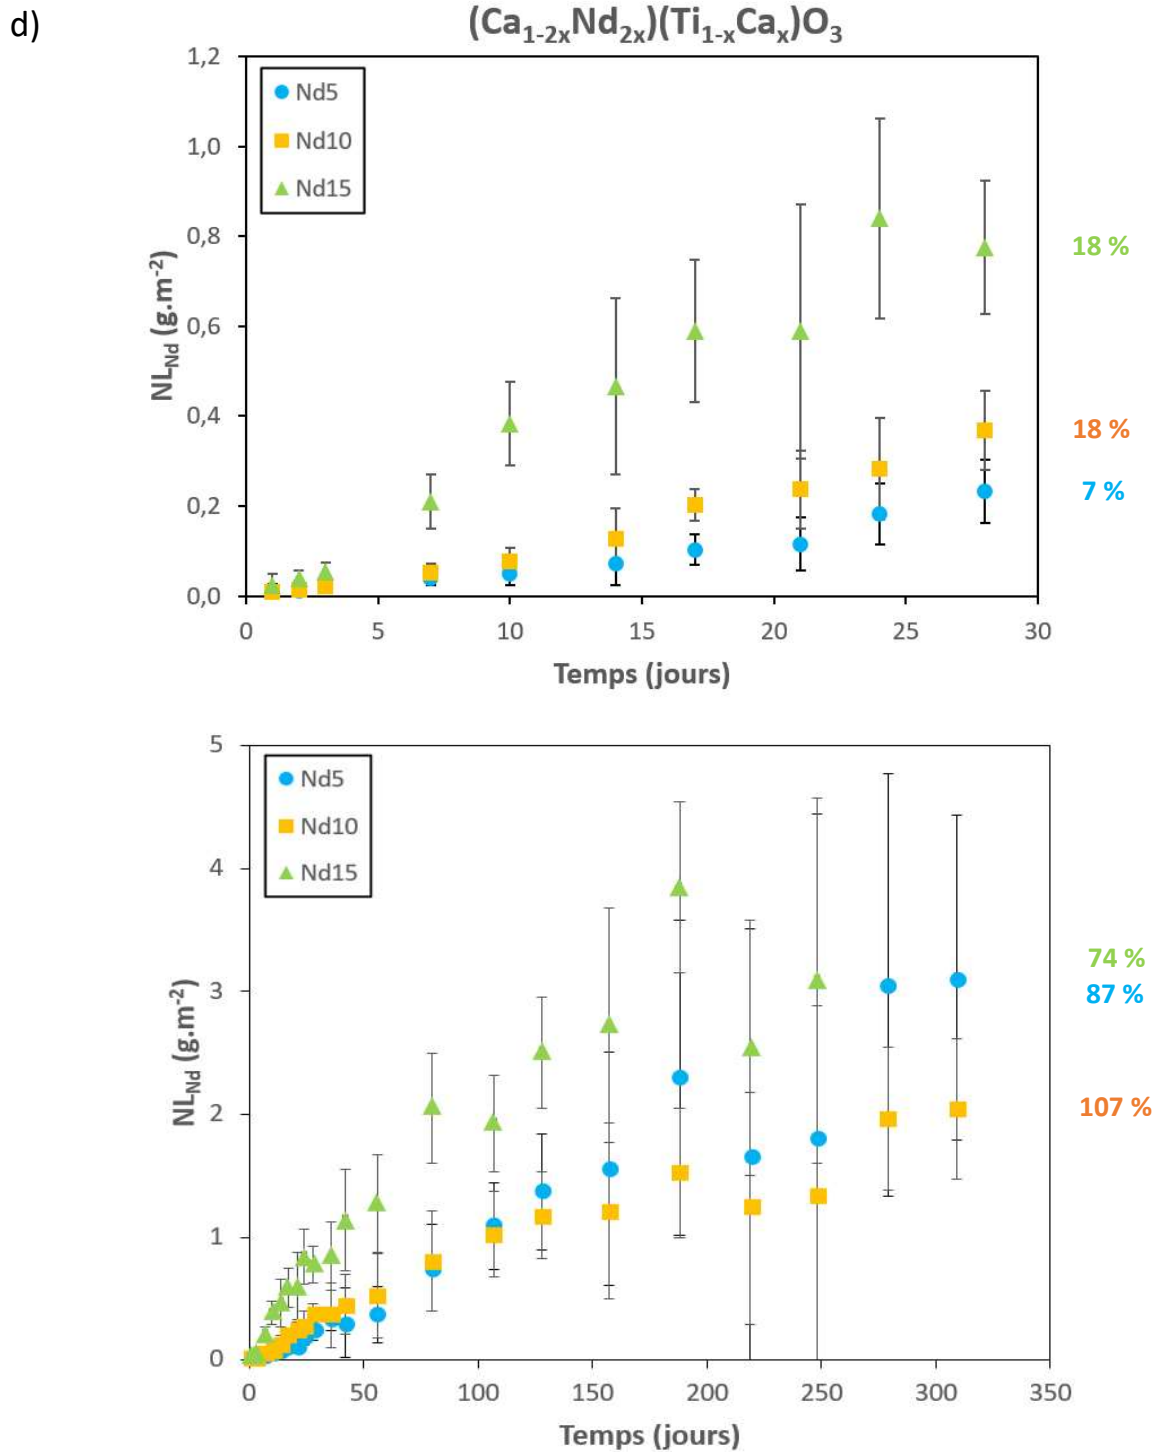 d)
(Ca1-2xNd2x)(Ti1-xCax)O3
1,2
1,0
0,8
0,6
0,4
0,2
0,0
NLNd (g.m-2)
Nd5
Nd10
Nd15
18 %
18 %
7 %
0 5 10 15 20 25 30
Temps (jours)
5
4
3
2
1
0
NLNd (g.m-2)
Nd5
Nd10
Nd15
74 %
87 %
107 %
0 50 100 150 200 250 300 350
Temps (jours)